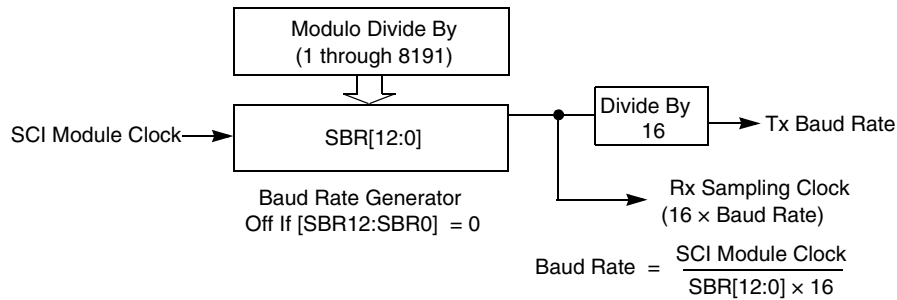 Modulo Divide By
(1 through 8191)
SCI Module Clock
SBR[12:0]
Divide By
16
Tx Baud Rate
Baud Rate Generator
Off If [SBR12:SBR0] = 0
Rx Sampling Clock
(16 × Baud Rate)
Baud Rate = SCI Module Clock
SBR[12:0] × 16